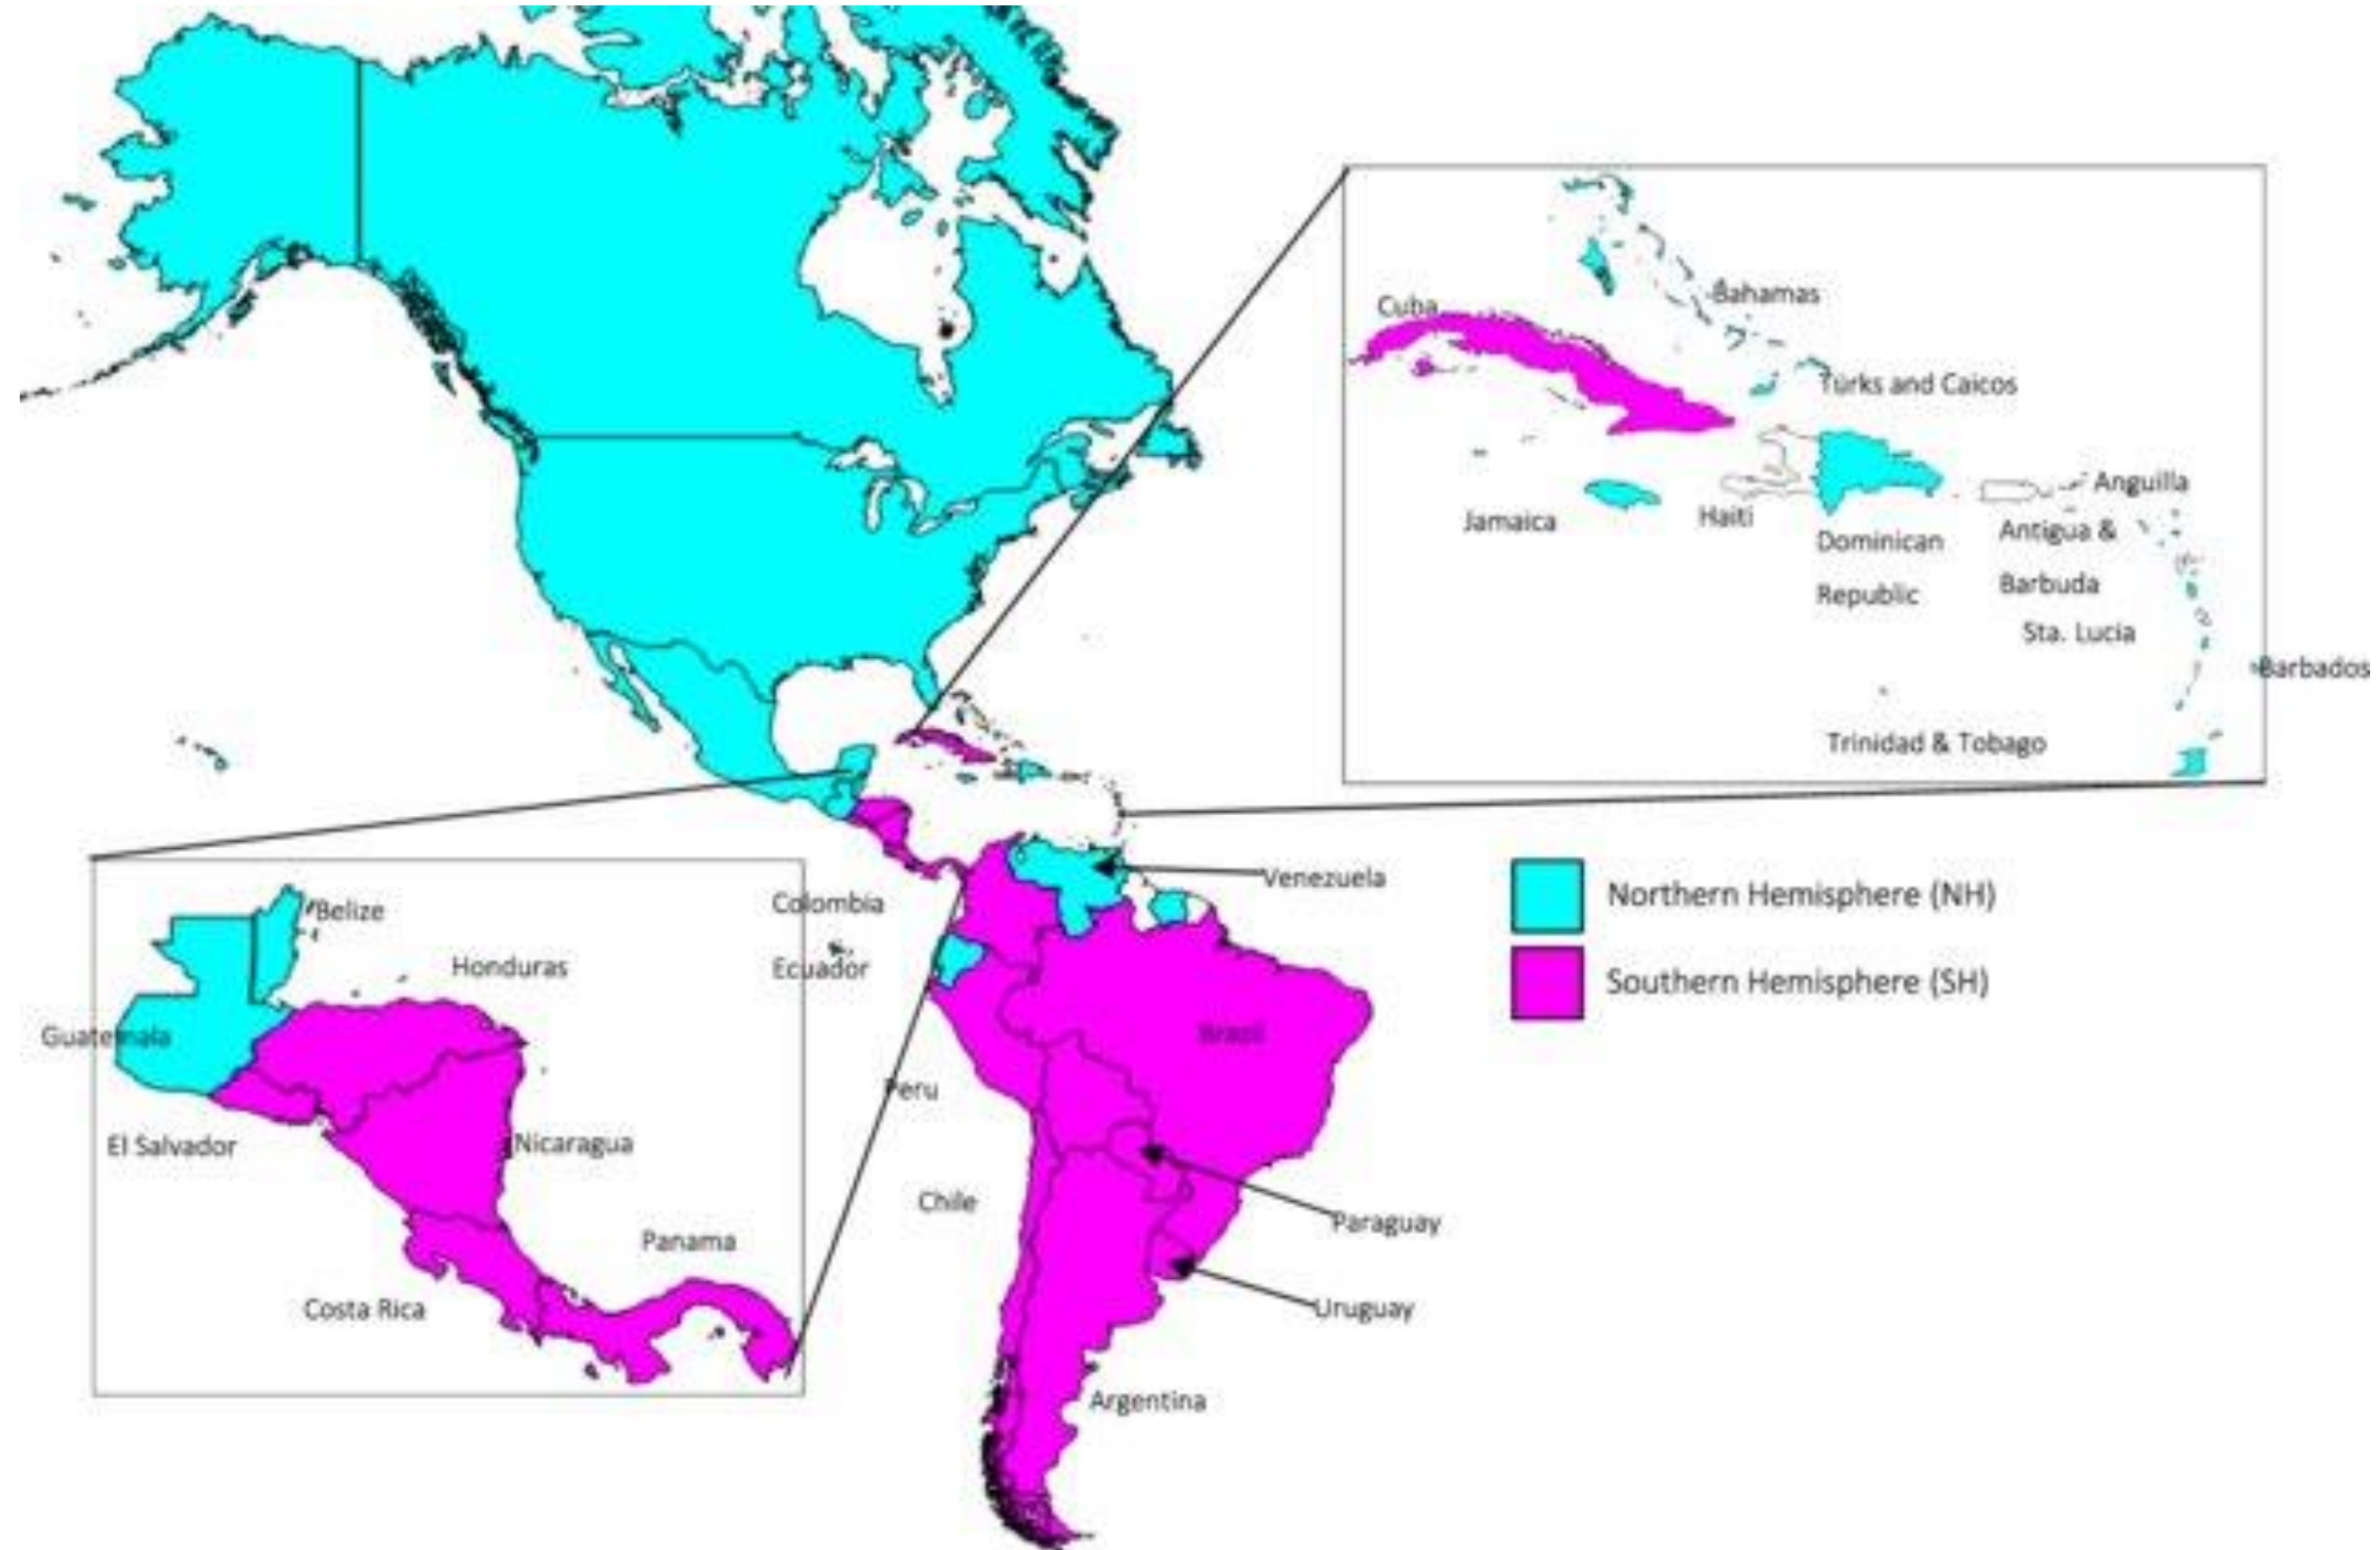 Cuba
Bahamas
Turks and Caicos
Jamaica
Haiti
Dominican
Republic
Anguilla
Antigua &
Barbuda
Sta. Lucia
Barbados
Trinidad & Tobago
Venezuela
Northern Hemisphere (NH)
Southern Hemisphere (SH)
Colombia
Ecuador
Belize
Honduras
Guatemala
El Salvador
Nicaragua
Panama
Costa Rica
Brazil
Peru
Chile
Paraguay
Uruguay
Argentina